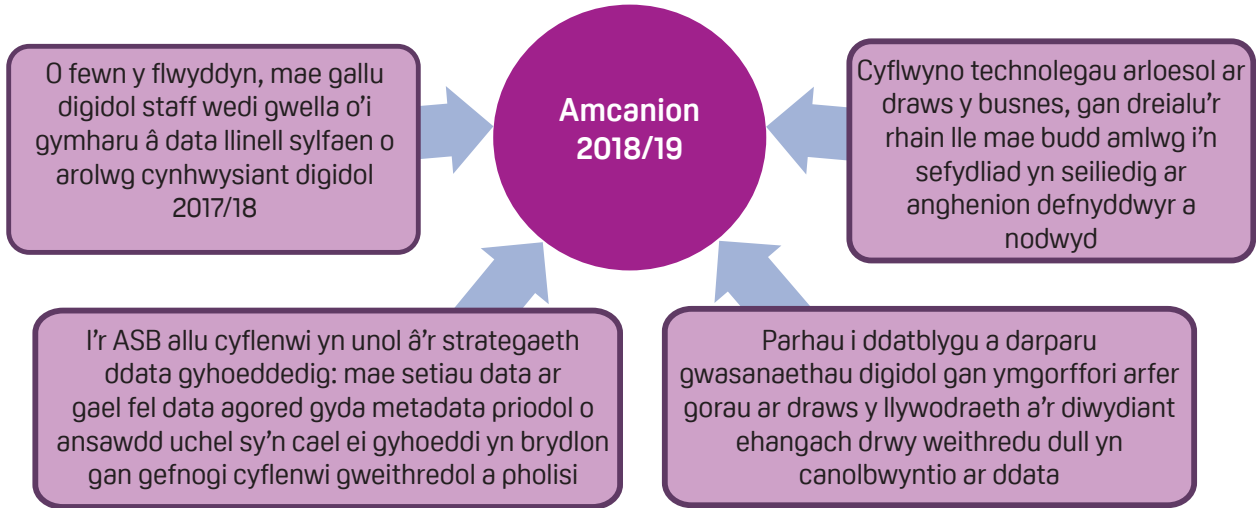 O fewn y flwyddyn, mae gallu
digidol staff wedi gwella o'i
gymharu â data llinell sylfaen o
arolwg cynhwysiant digidol
2017/18
Amcanion
2018/19
Cyflwyno technolegau arloesol ar
draws y busnes, gan dreialu'r
rhain lle mae budd amlwg i'n
sefydliad yn seiliedig ar
anghenion defnyddwyr a
nodwyd
I'r ASB allu cyflenwi yn unol â'r strategaeth
ddata gyhoeddedig: mae setiau data ar
gael fel data agored gyda metadata priodol o
ansawdd uchel sy'n cael ei gyhoeddi yn brydlon
gan gefnogi cyflenwi gweithredol a pholisi
Parhau i ddatblygu a darparu
gwasanaethau digidol gan ymgorffori arfer
gorau ar draws y llywodraeth a'r diwydiant
ehangach drwy weithredu dull yn
canolbwyntio ar ddata